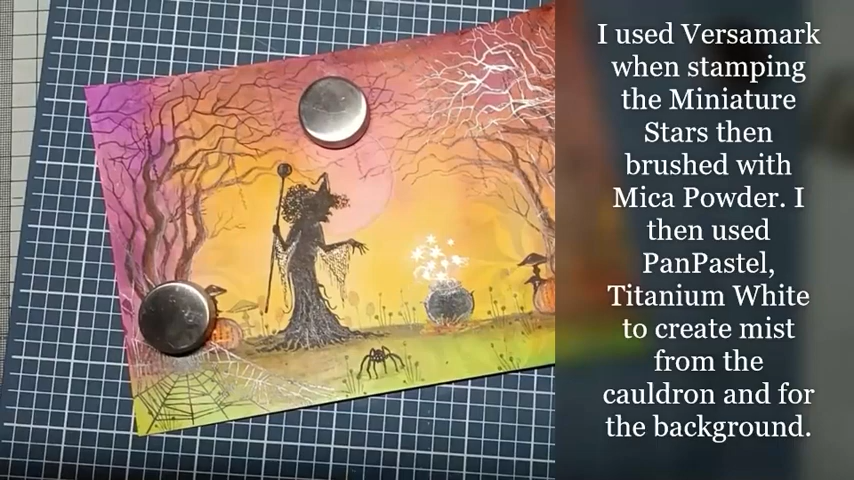 I used Versamark
when stamping
the Miniature
Stars then
brushed with
Mica Powder. I
then used
PanPastel,
Titanium White
to create mist
from the
cauldron and for
the background.